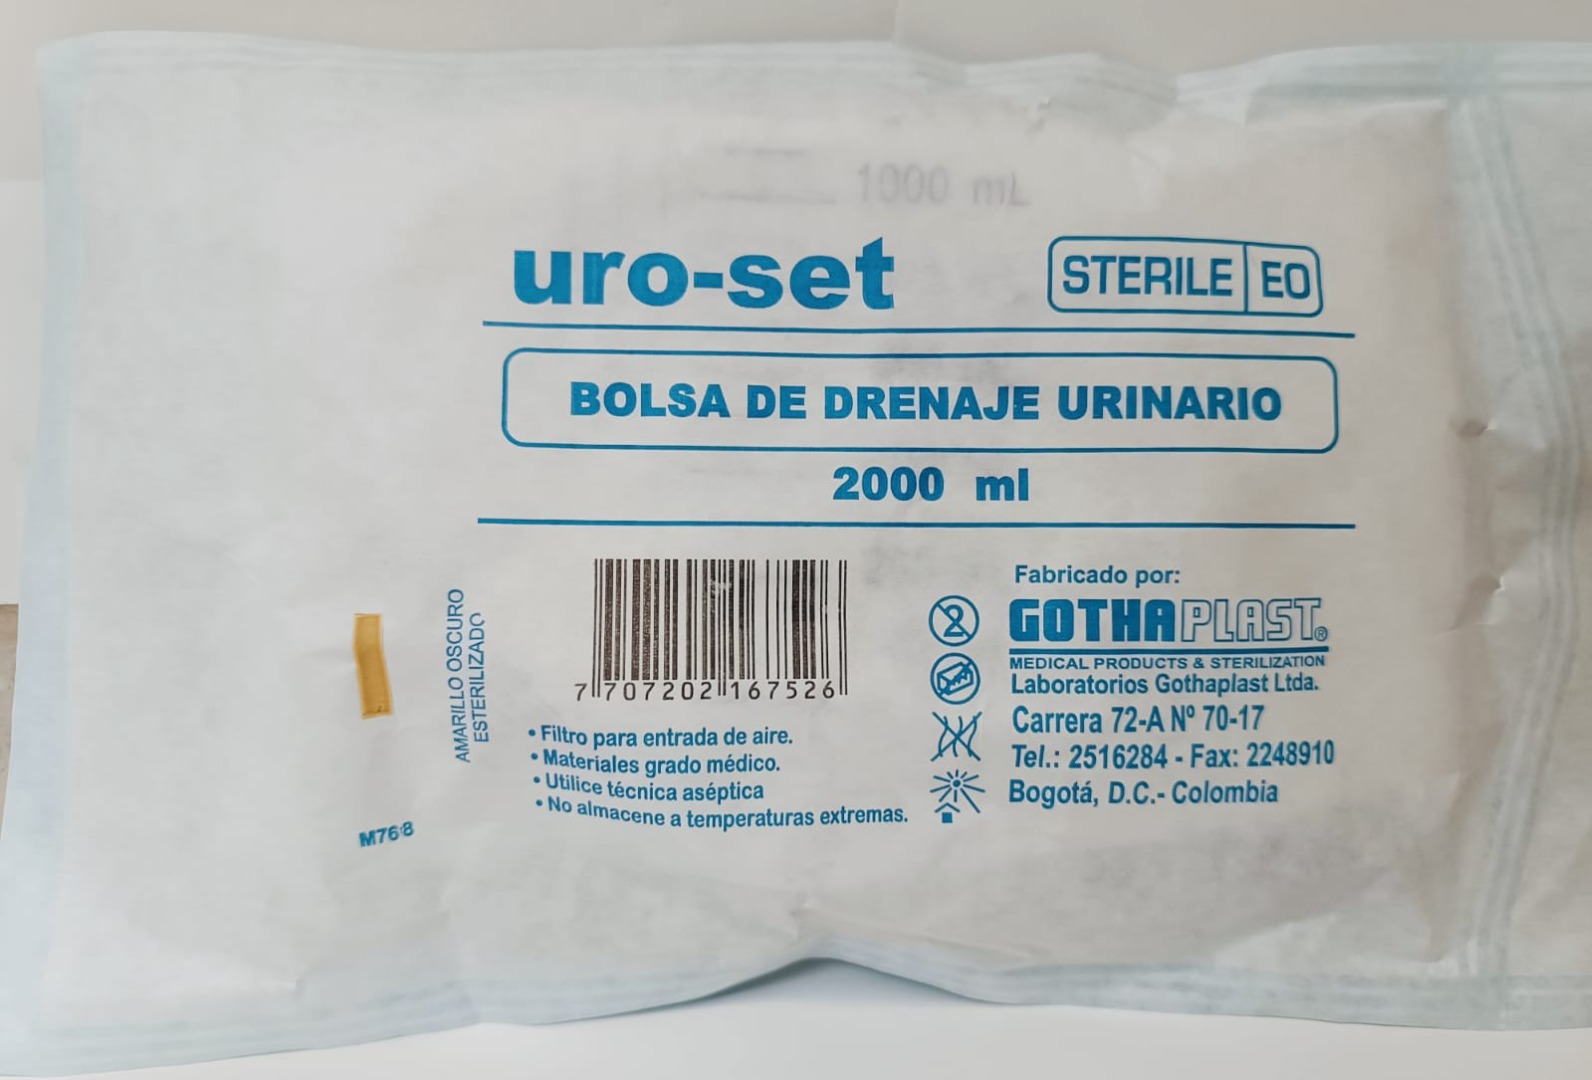 1000 mL
uro-set
STERILE EO
BOLSA DE DRENAJE URINARIO
2000 ml
AMARILLO OSCURO
ESTERILIZADO
M768
7 707202 167526
• Filtro para entrada de aire.
• Materiales grado médico.
• Utilice técnica aséptica
• No almacene a temperaturas extremas.
2
Fabricado por:
GOTHAPLAST®
MEDICAL PRODUCTS & STERILIZATION
Laboratorios Gothaplast Ltda.
Carrera 72-A Nº 70-17
Tel.: 2516284 - Fax: 2248910
Bogotá, D.C.- Colombia